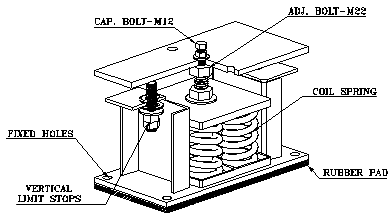 CAP. BOLT-M12
ADJ. BOLT-M22
COIL SPRING
FIXED HOLES
VERTICAL
LIMIT STOPS
RUBBER PAD